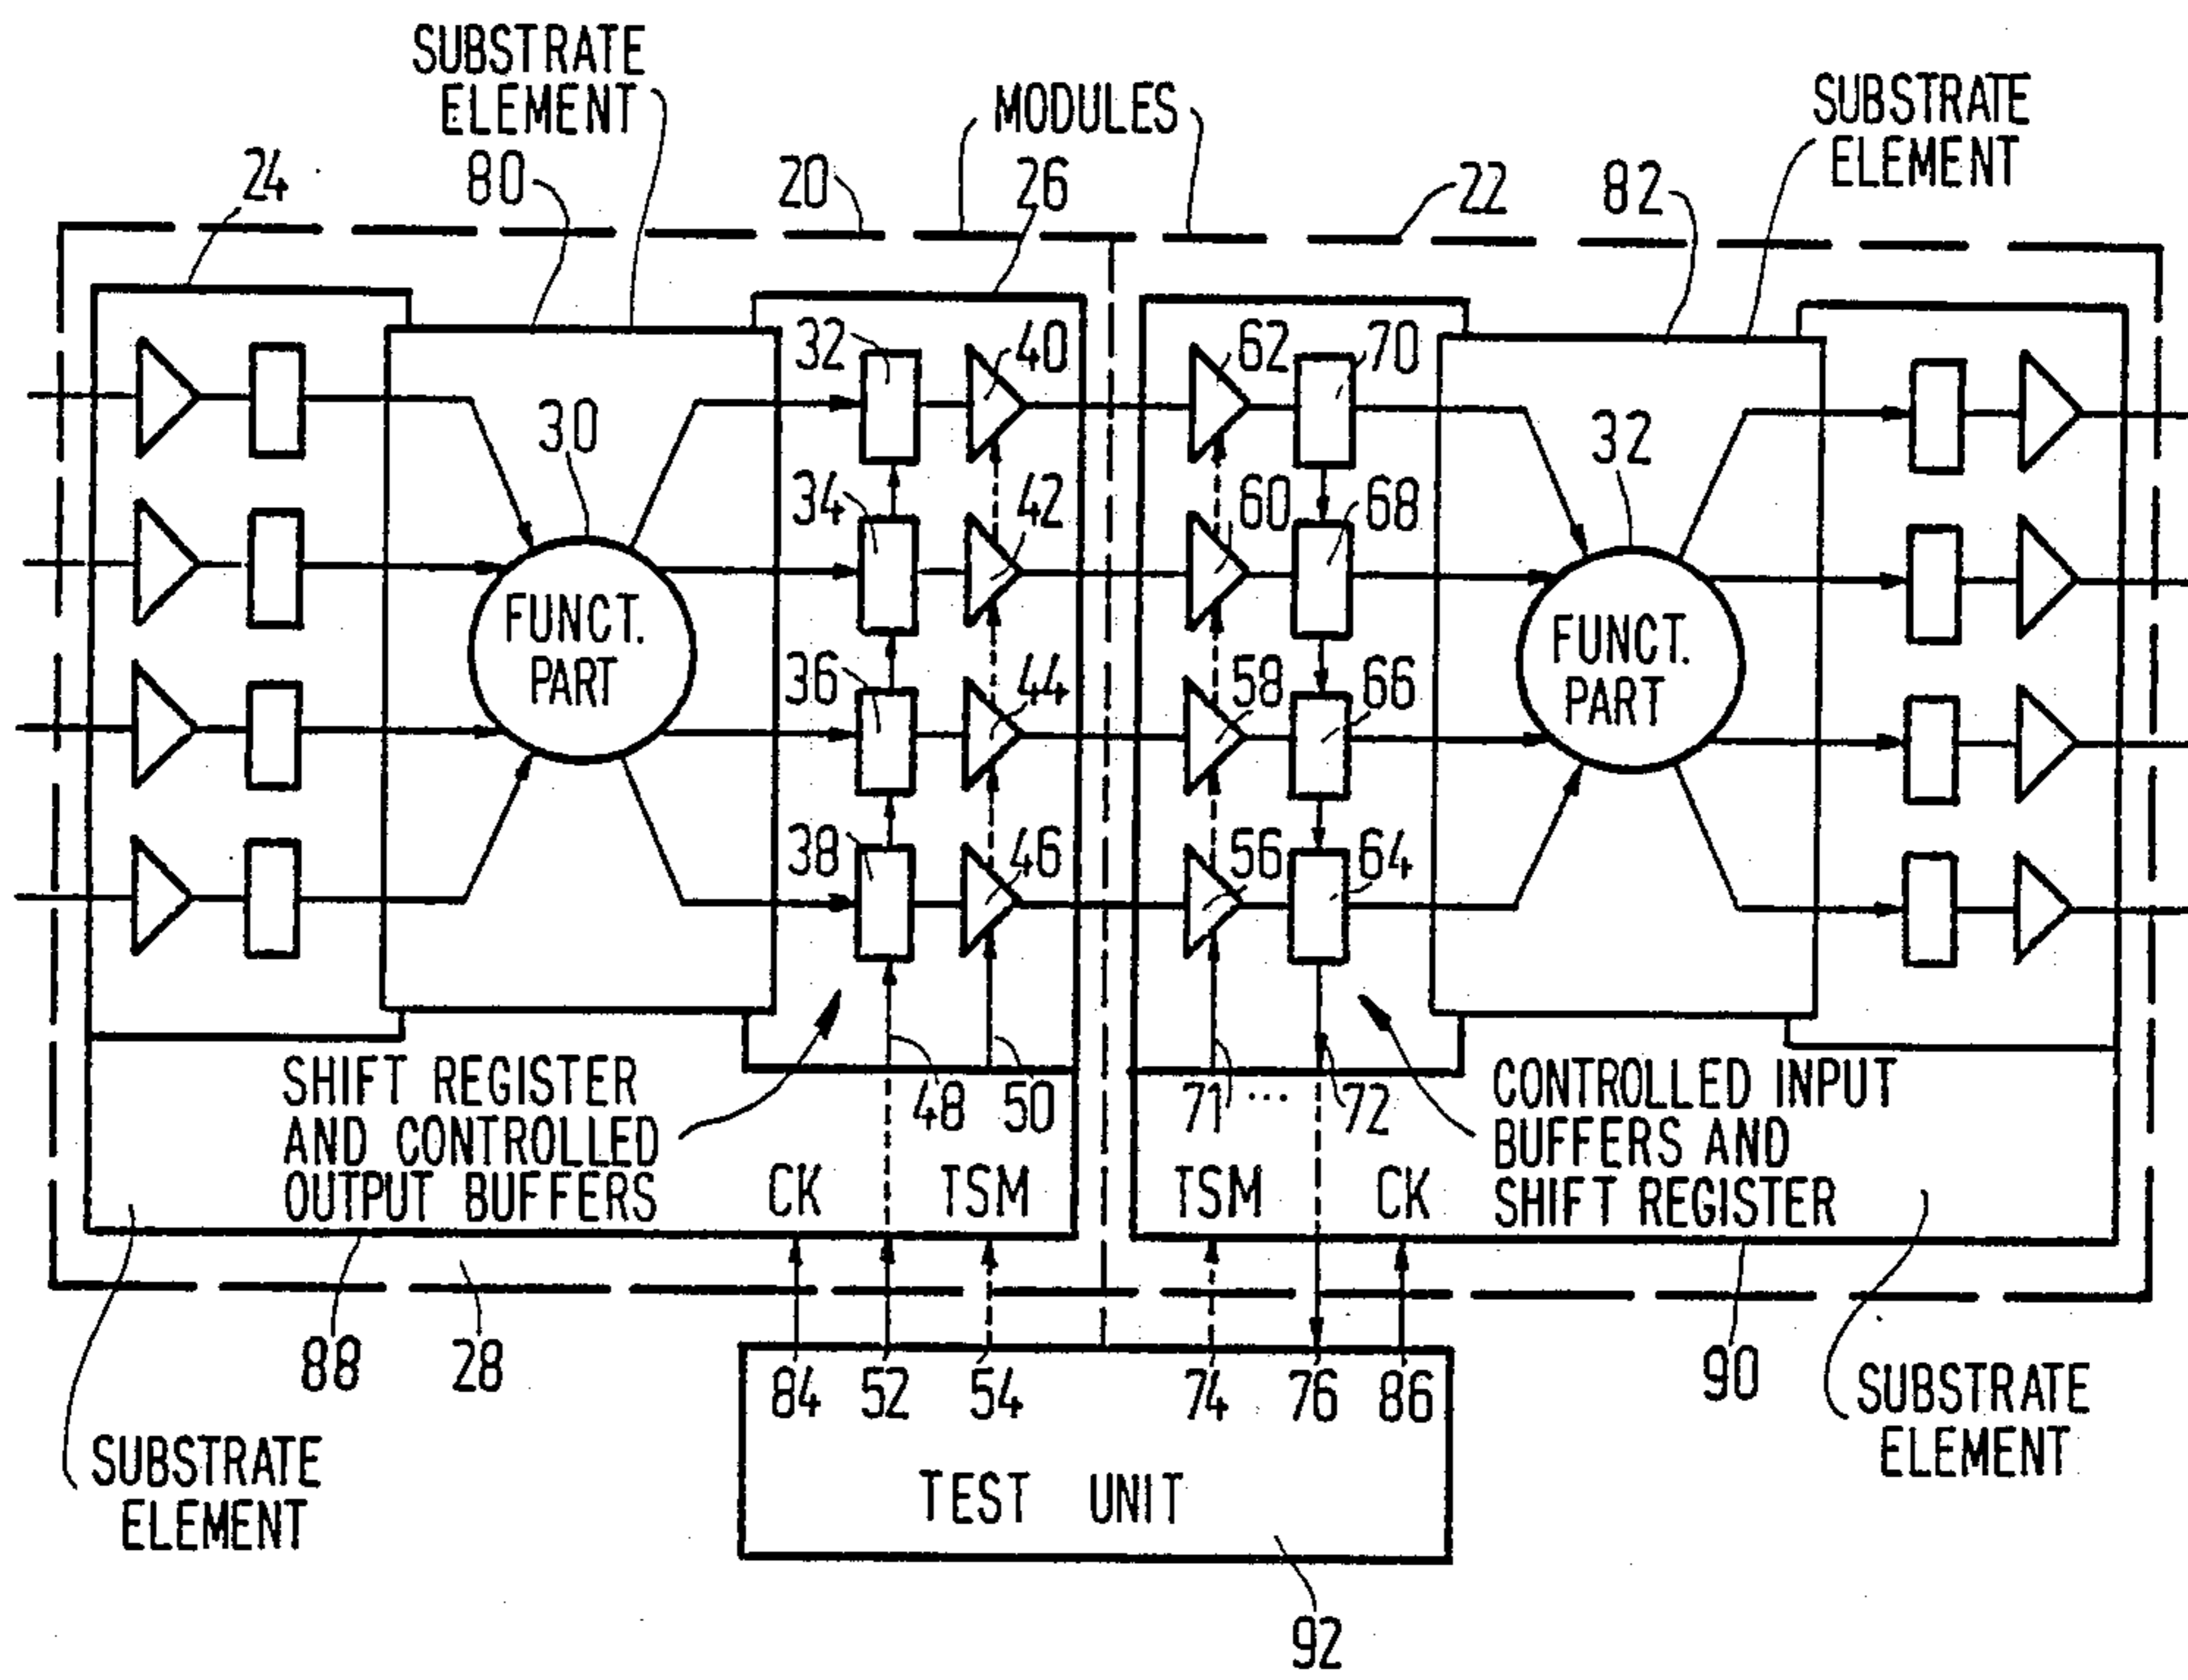 SUBSTRATE
ELEMENT
MODULES
SUBSTRATE
ELEMENT
24
80
20
26
22
82
32
40
62
70
30
32
34
42
60
68
FUNCT.
PART
FUNCT.
PART
36
44
58
66
38
46
56
64
SHIFT REGISTER
AND CONTROLLED
OUTPUT BUFFERS
48
50
71 ...
72
CONTROLLED INPUT
BUFFERS AND
SHIFT REGISTER
CK
TSM
TSM
CK
88
28
84
52
54
74
76
86
90
SUBSTRATE
ELEMENT
SUBSTRATE
ELEMENT
TEST UNIT
92